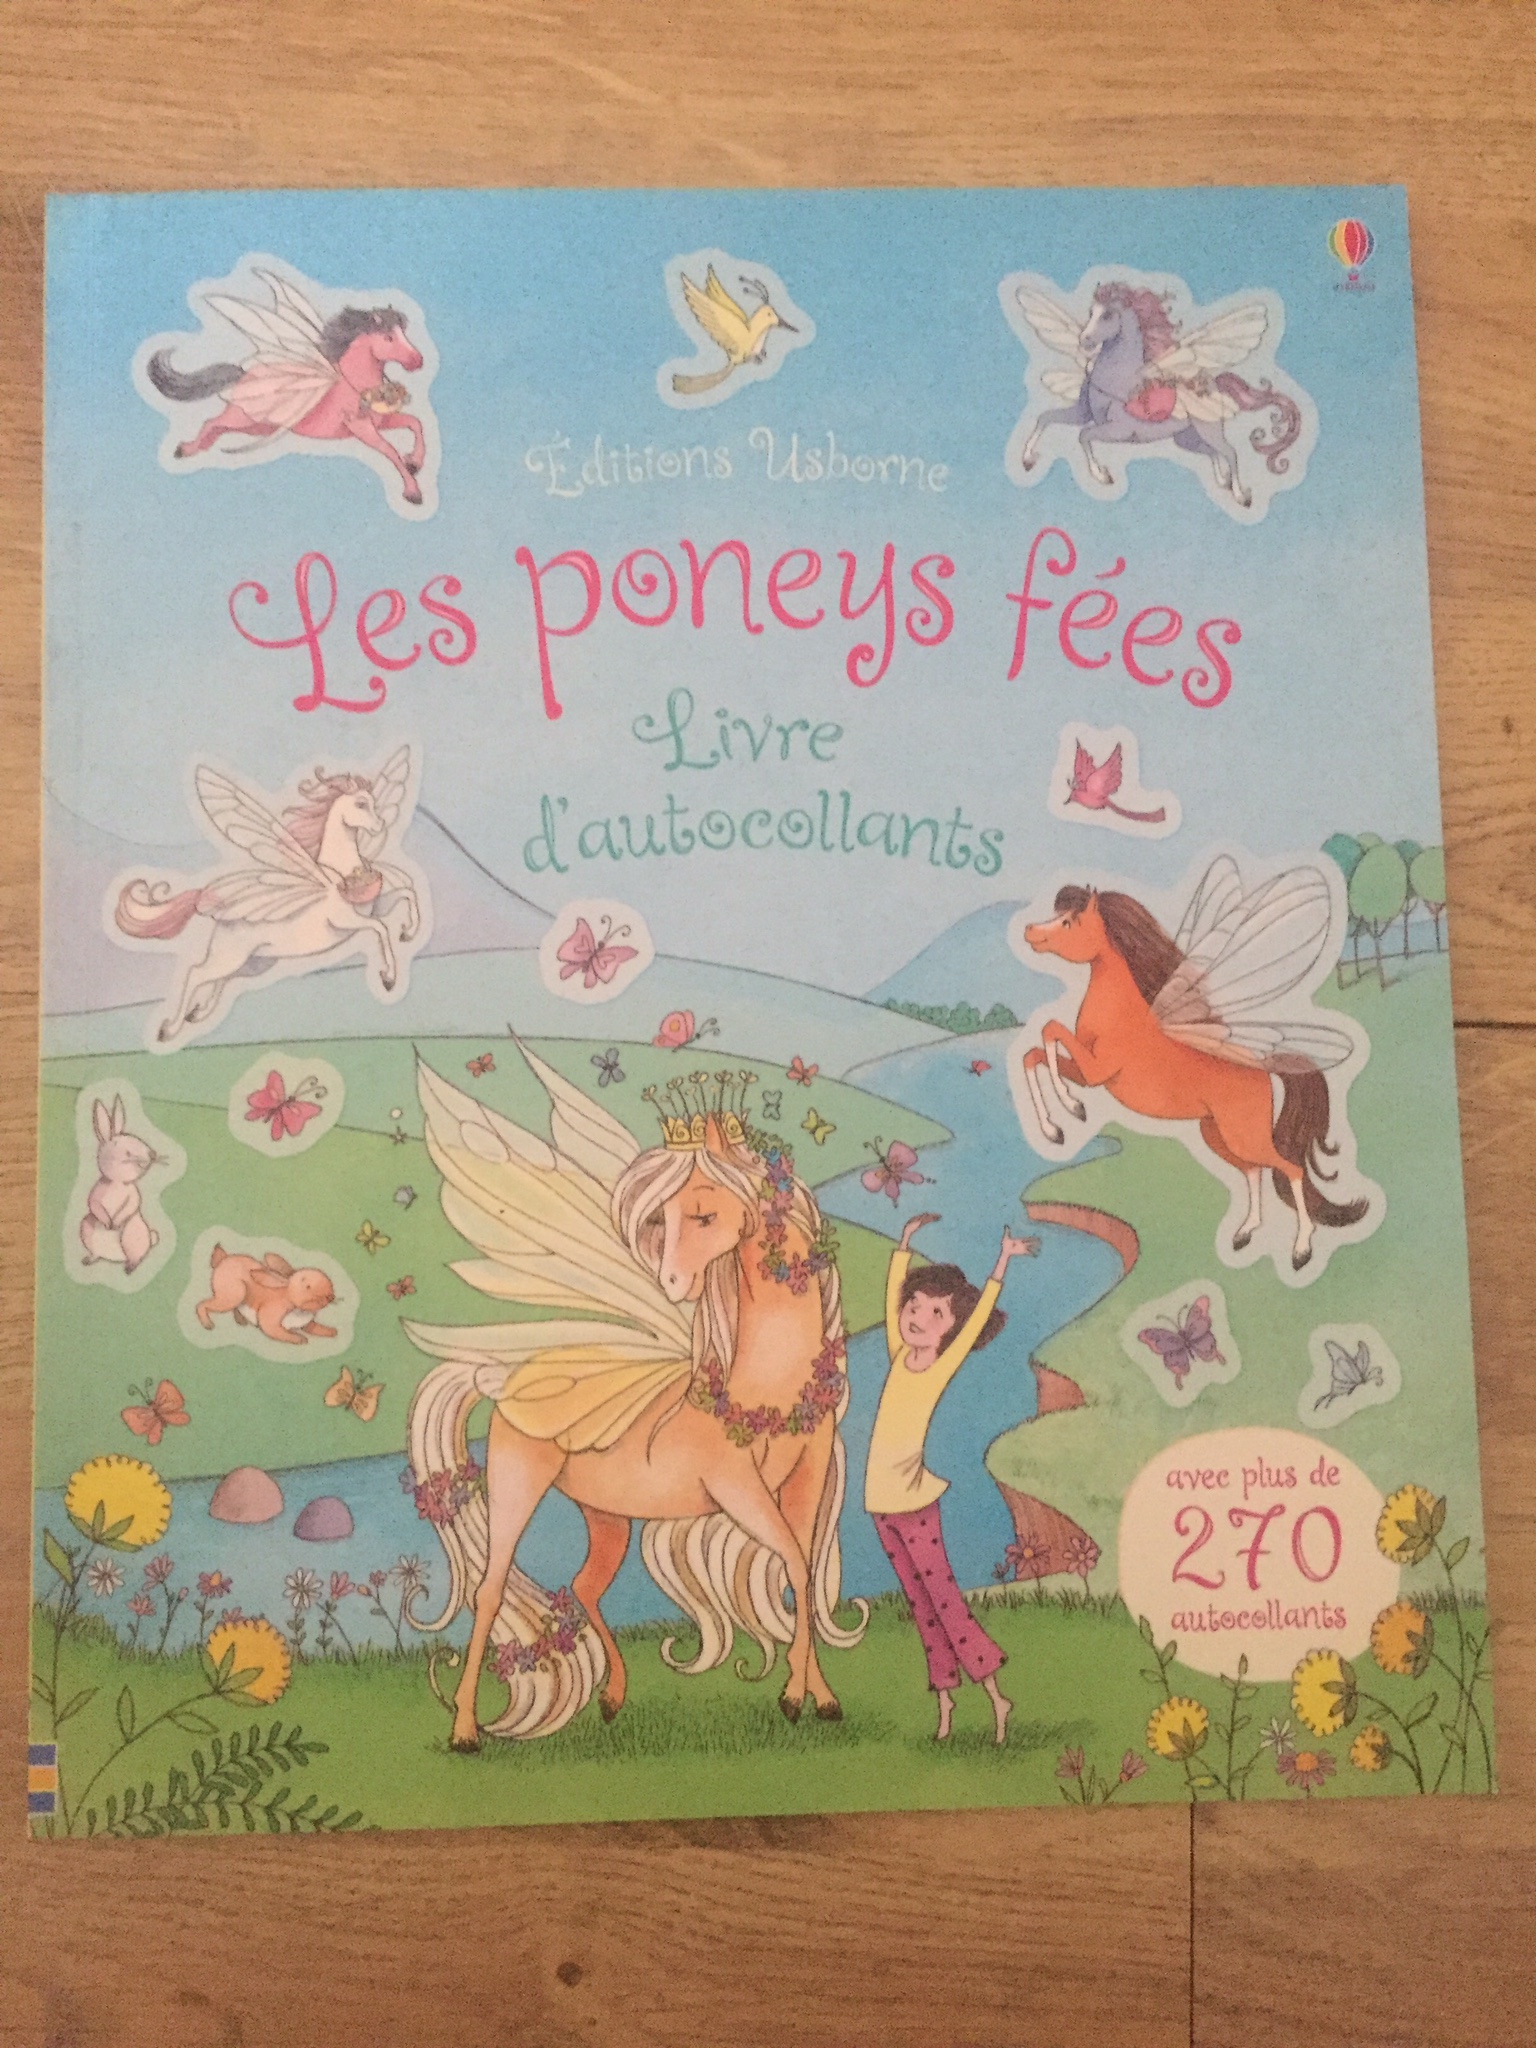 Éditions Usborne
Les poneys fées
Livre
d'autocollants
avec plus de
270
autocollants